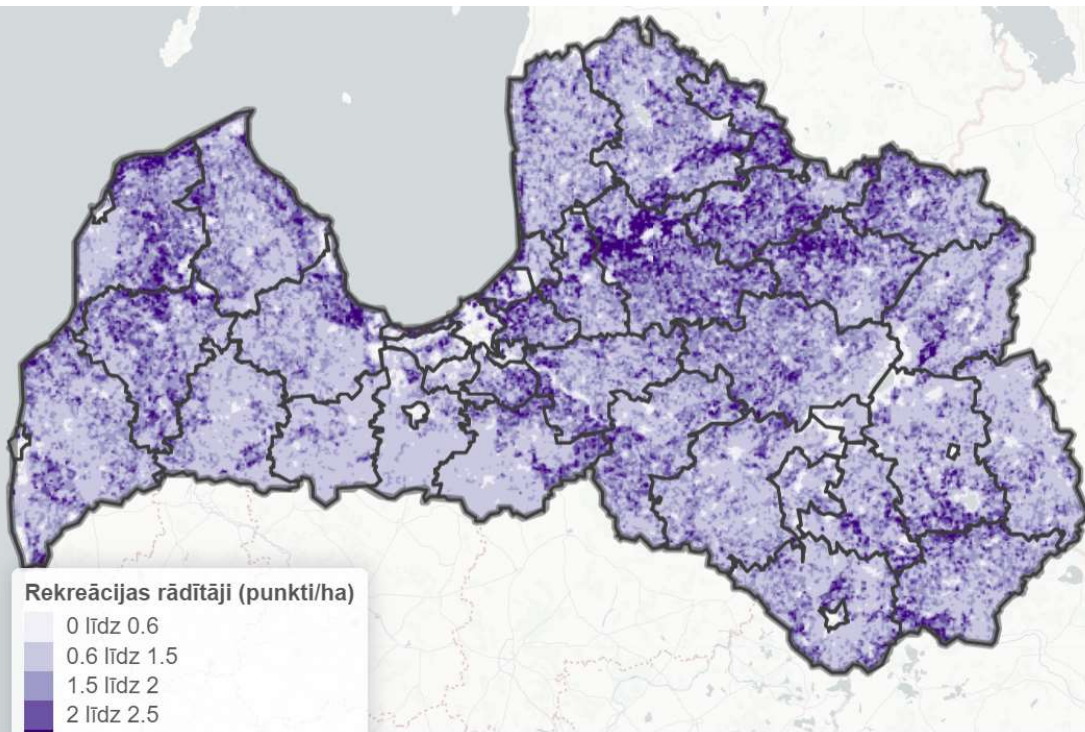 Rekreācijas rādītāji (punkti/ha)
0 līdz 0.6
0.6 līdz 1.5
1.5 līdz 2
2 līdz 2.5